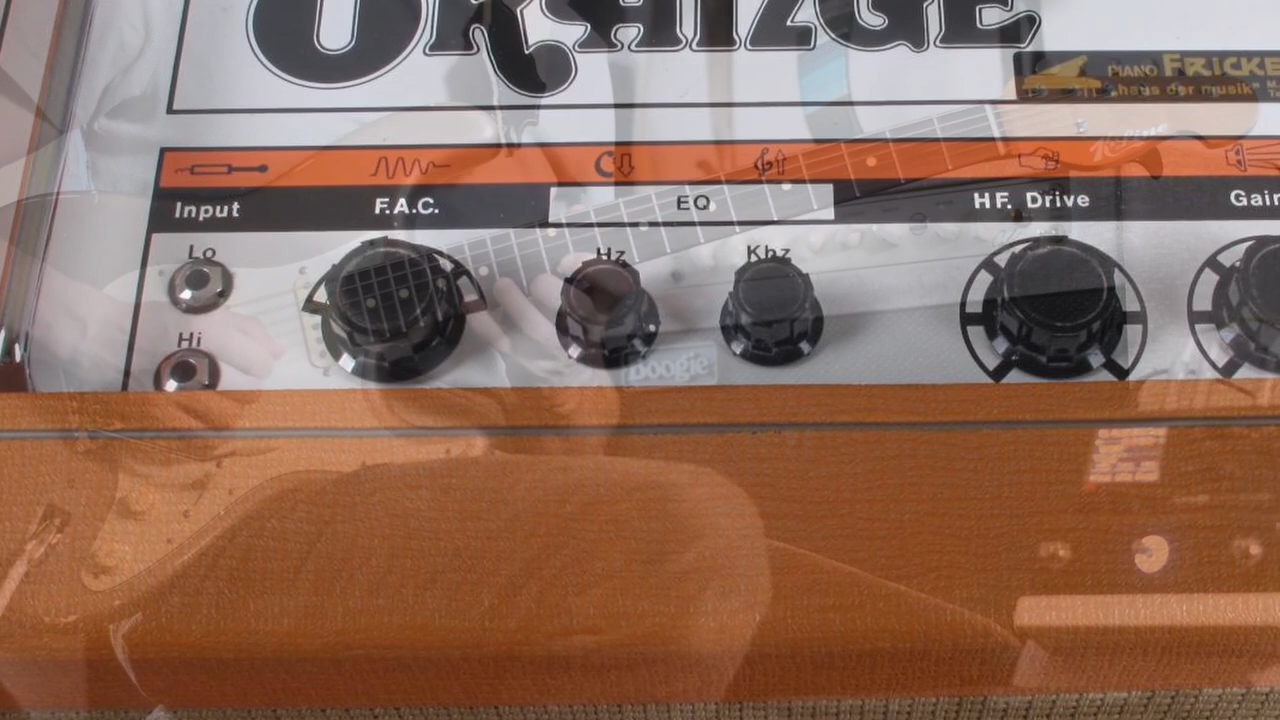 ORANGE
PIANO FRICKE
"haus der musik"
Input
F.A.C.
EQ
HF. Drive
Gain
Lo
Hz
Khz
Hi
Boogie